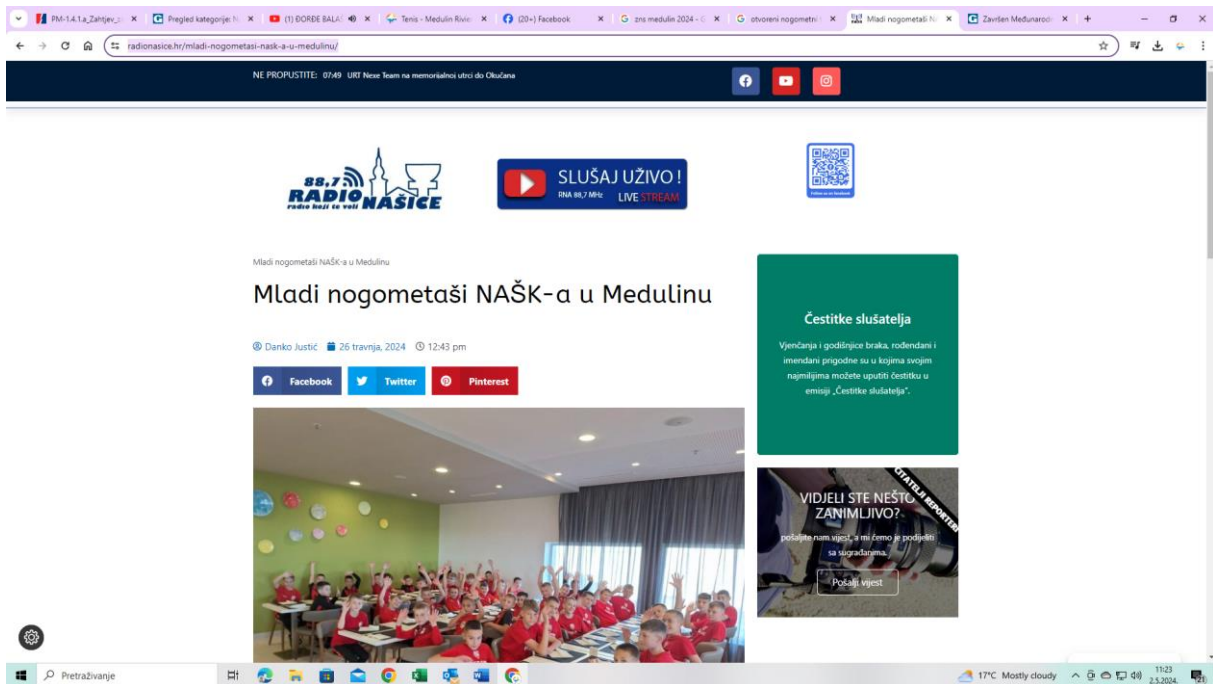 PM-1.4.1.a_Zahtjev_z
Pregled kategorije: N
(1) ĐORĐE BALAŠ
Tenis - Medulin Rivie
(20+) Facebook
zns medulin 2024 - G
otvoreni nogometni
Mladi nogometaši N
Završen Međunarod
radionasice.hr/mladi-nogometasi-nask-a-u-medulinu/
NE PROPUSTITE: 07:49 URT Nexe Team na memorijalnoj utrci do Okučana
88,7
RADIO NAŠICE
radio koji te voli
SLUŠAJ UŽIVO !
RNA 88,7 MHz LIVE STREAM
Mladi nogometaši NAŠK-a u Medulinu
Mladi nogometaši NAŠK-a u Medulinu
Danko Justić 26 travnja, 2024 12:43 pm
Facebook Twitter Pinterest
Čestitke slušatelja
Vjenčanja i godišnjice braka, rođendani i
imendani prigodne su u kojima svojim
najmilijima možete uputiti čestitku u
emisiji „Čestitke slušatelja“.
ČITATELJI REPORTERI
VIDJELI STE NEŠTO
ZANIMLJIVO?
pošaljite nam vijest, a mi ćemo je podijeliti
sa sugrađanima.
Pošalji vijest
Pretraživanje
17°C Mostly cloudy
11:23
2.5.2024.